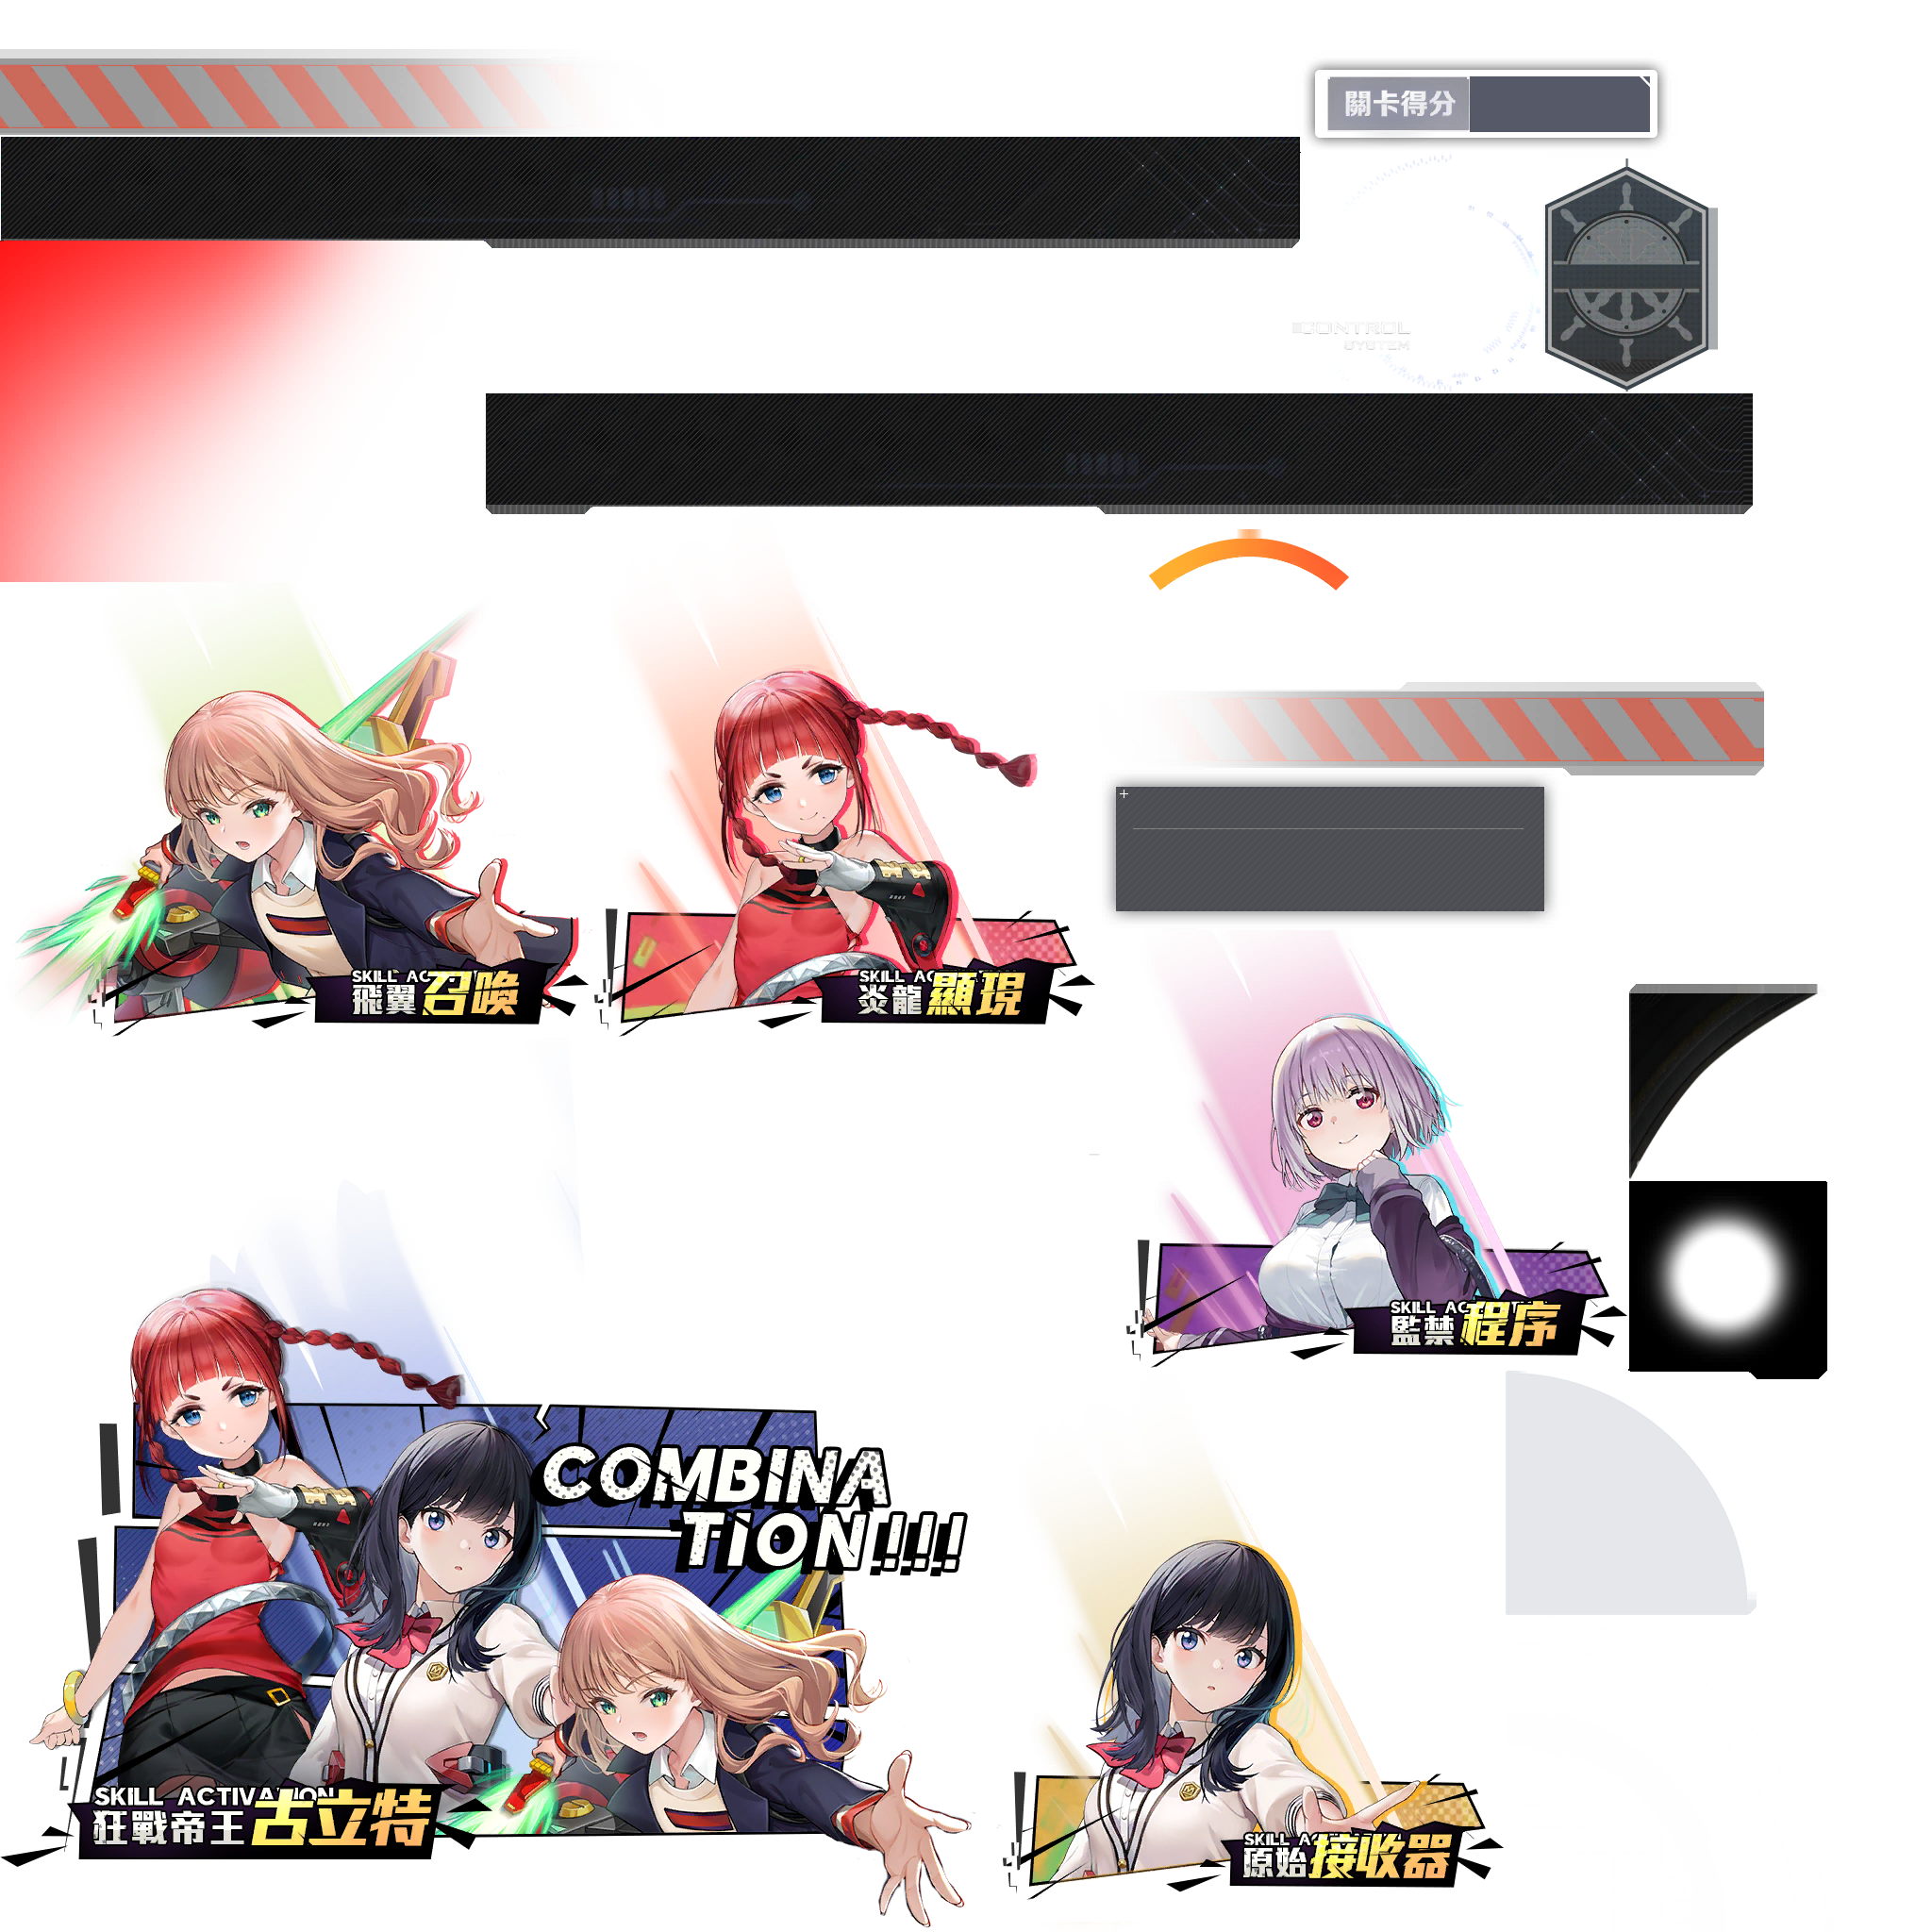 關卡得分
CONTROL
SYUTEM
SKILL AC
飛翼召喚
SKILL AC
炎龍顯現
SKILL AC
監禁程序
COMBINA
TION!!!!
SKILL ACTIVATION
狂戰帝王古立特
SKILL A
原始接收器